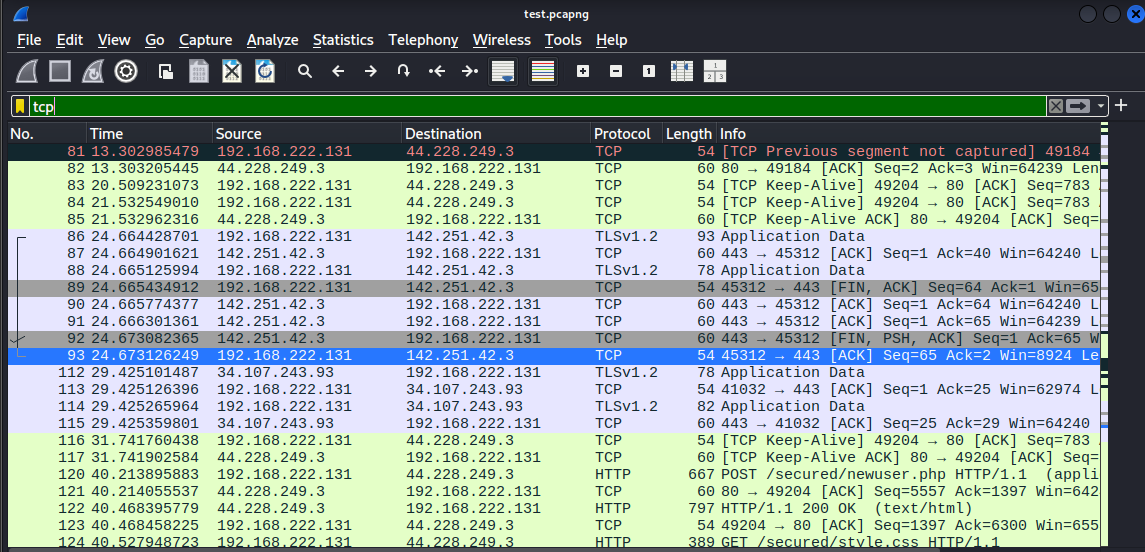 test.pcapng
File Edit View Go Capture Analyze Statistics Telephony Wireless Tools Help
tcp
No. Time Source Destination Protocol Length Info
81 13.302985479 192.168.222.131 44.228.249.3 TCP 54 [TCP Previous segment not captured] 49184
82 13.303205445 44.228.249.3 192.168.222.131 TCP 60 80 → 49184 [ACK] Seq=2 Ack=3 Win=64239 Len
83 20.509231073 192.168.222.131 44.228.249.3 TCP 54 [TCP Keep-Alive] 49204 → 80 [ACK] Seq=783
84 21.532549010 192.168.222.131 44.228.249.3 TCP 54 [TCP Keep-Alive] 49204 → 80 [ACK] Seq=783
85 21.532962316 44.228.249.3 192.168.222.131 TCP 60 [TCP Keep-Alive ACK] 80 → 49204 [ACK] Seq=
86 24.664428701 192.168.222.131 142.251.42.3 TLSv1.2 93 Application Data
87 24.664901621 142.251.42.3 192.168.222.131 TCP 60 443 → 45312 [ACK] Seq=1 Ack=40 Win=64240 L
88 24.665125994 192.168.222.131 142.251.42.3 TLSv1.2 78 Application Data
89 24.665434912 192.168.222.131 142.251.42.3 TCP 54 45312 → 443 [FIN, ACK] Seq=64 Ack=1 Win=65
90 24.665774377 142.251.42.3 192.168.222.131 TCP 60 443 → 45312 [ACK] Seq=1 Ack=64 Win=64240 L
91 24.666301361 142.251.42.3 192.168.222.131 TCP 60 443 → 45312 [ACK] Seq=1 Ack=65 Win=64239 L
92 24.673082365 142.251.42.3 192.168.222.131 TCP 60 443 → 45312 [FIN, PSH, ACK] Seq=1 Ack=65 W
93 24.673126249 192.168.222.131 142.251.42.3 TCP 54 45312 → 443 [ACK] Seq=65 Ack=2 Win=8924 Le
112 29.425101487 34.107.243.93 192.168.222.131 TLSv1.2 78 Application Data
113 29.425126396 192.168.222.131 34.107.243.93 TCP 54 41032 → 443 [ACK] Seq=1 Ack=25 Win=62974 L
114 29.425265964 192.168.222.131 34.107.243.93 TLSv1.2 82 Application Data
115 29.425359801 34.107.243.93 192.168.222.131 TCP 60 443 → 41032 [ACK] Seq=25 Ack=29 Win=64240
116 31.741760438 192.168.222.131 44.228.249.3 TCP 54 [TCP Keep-Alive] 49204 → 80 [ACK] Seq=783
117 31.741902584 44.228.249.3 192.168.222.131 TCP 60 [TCP Keep-Alive ACK] 80 → 49204 [ACK] Seq=
120 40.213895883 192.168.222.131 44.228.249.3 HTTP 667 POST /secured/newuser.php HTTP/1.1 (appli
121 40.214055537 44.228.249.3 192.168.222.131 TCP 60 80 → 49204 [ACK] Seq=5557 Ack=1397 Win=642
122 40.468395779 44.228.249.3 192.168.222.131 HTTP 797 HTTP/1.1 200 OK (text/html)
123 40.468458225 192.168.222.131 44.228.249.3 TCP 54 49204 → 80 [ACK] Seq=1397 Ack=6300 Win=655
124 40.527948723 192.168.222.131 44.228.249.3 HTTP 389 GET /secured/style.css HTTP/1.1